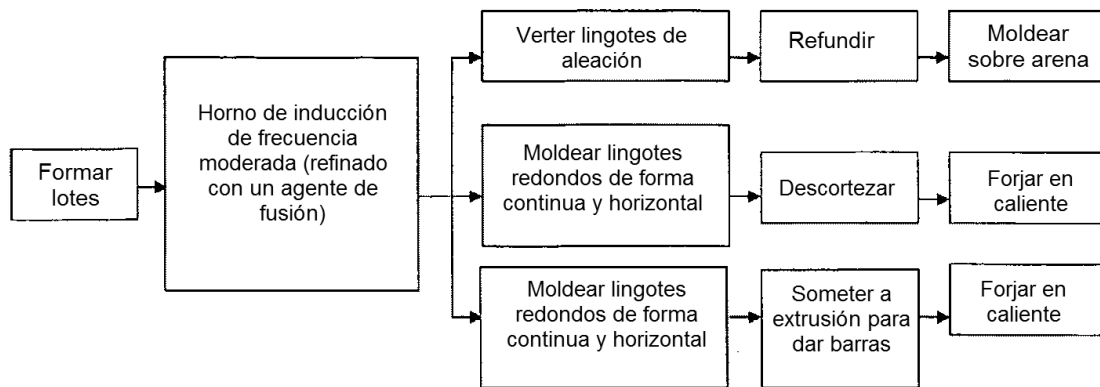 Formar
lotes
Horno de inducción
de frecuencia
moderada (refinado
con un agente de
fusión)
Verter lingotes de
aleación
Refundir
Moldear
sobre arena
Moldear lingotes
redondos de forma
continua y horizontal
Descortezar
Forjar en
caliente
Moldear lingotes
redondos de forma
continua y horizontal
Someter a
extrusión para
dar barras
Forjar en
caliente